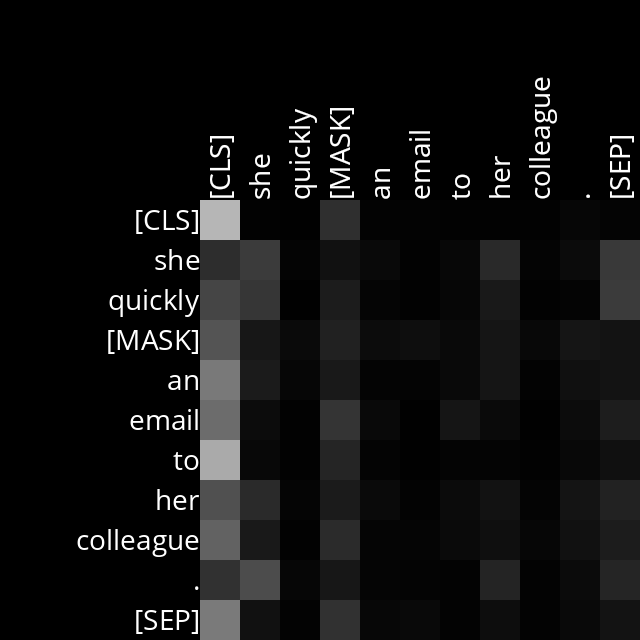 [CLS] she quickly [MASK] an email to her colleague . [SEP]
[CLS]
she
quickly
[MASK]
an
email
to
her
colleague
.
[SEP]